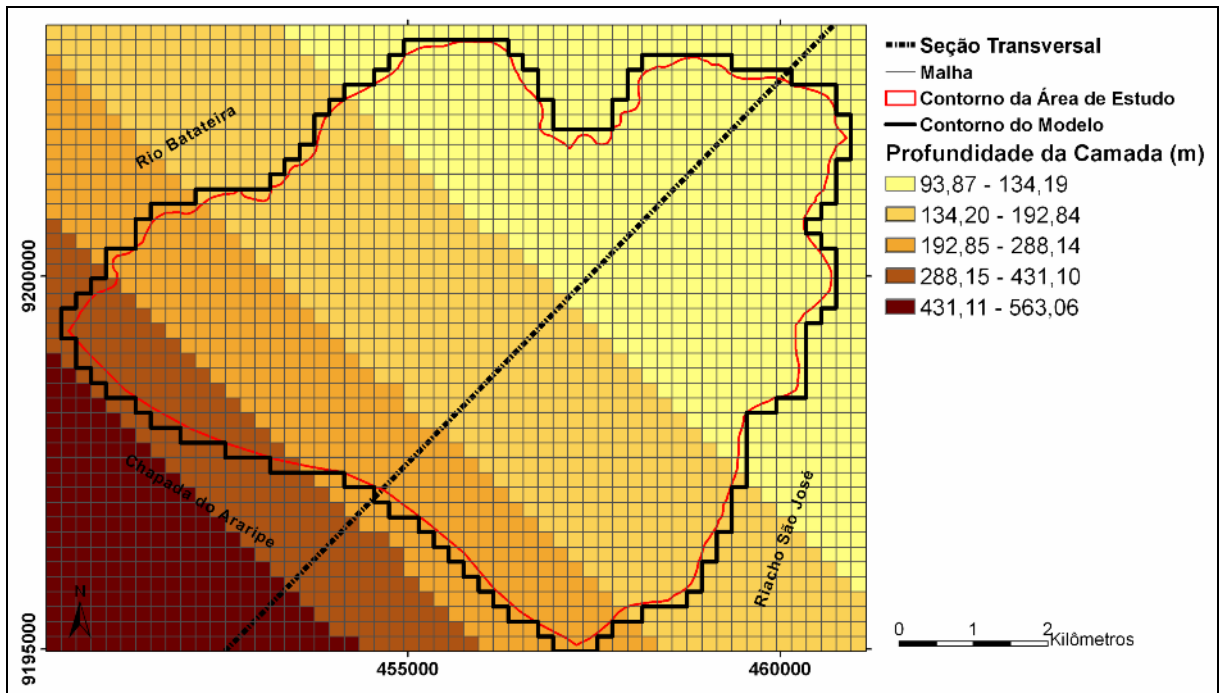 Seção Transversal
Malha
Contorno da Área de Estudo
Contorno do Modelo
Profundidade da Camada (m)
93,87 - 134,19
134,20 - 192,84
192,85 - 288,14
288,15 - 431,10
431,11 - 563,06
Rio Batateira
Chapada do Araripe
Riacho São José
9200000
9195000
N
455000
460000
0 1 2 Kilômetros